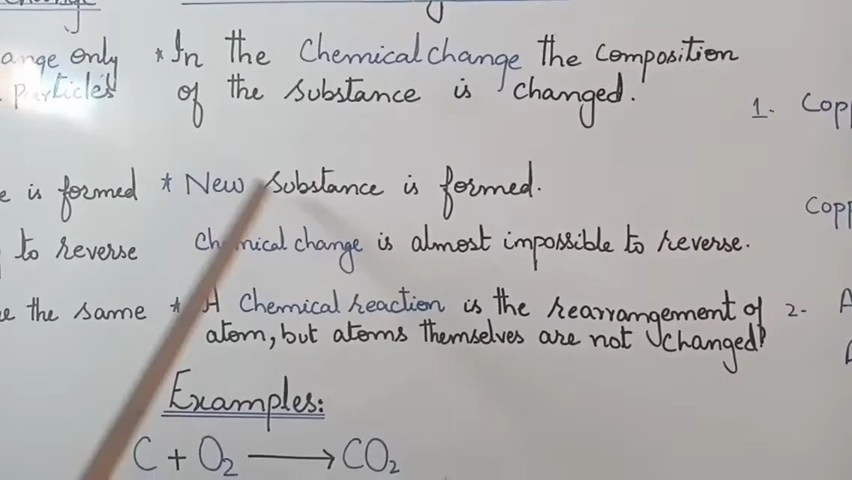 ange only
particles
e is formed
to reverse
e the same
* In the Chemical change the composition
of the substance is changed.
* New substance is formed.
Chemical change is almost impossible to reverse.
* A Chemical reaction is the rearrangement of
atom, but atoms themselves are not changed?
Examples:
C + O₂ ⟶ CO₂
1. Copp
Copp
2- A